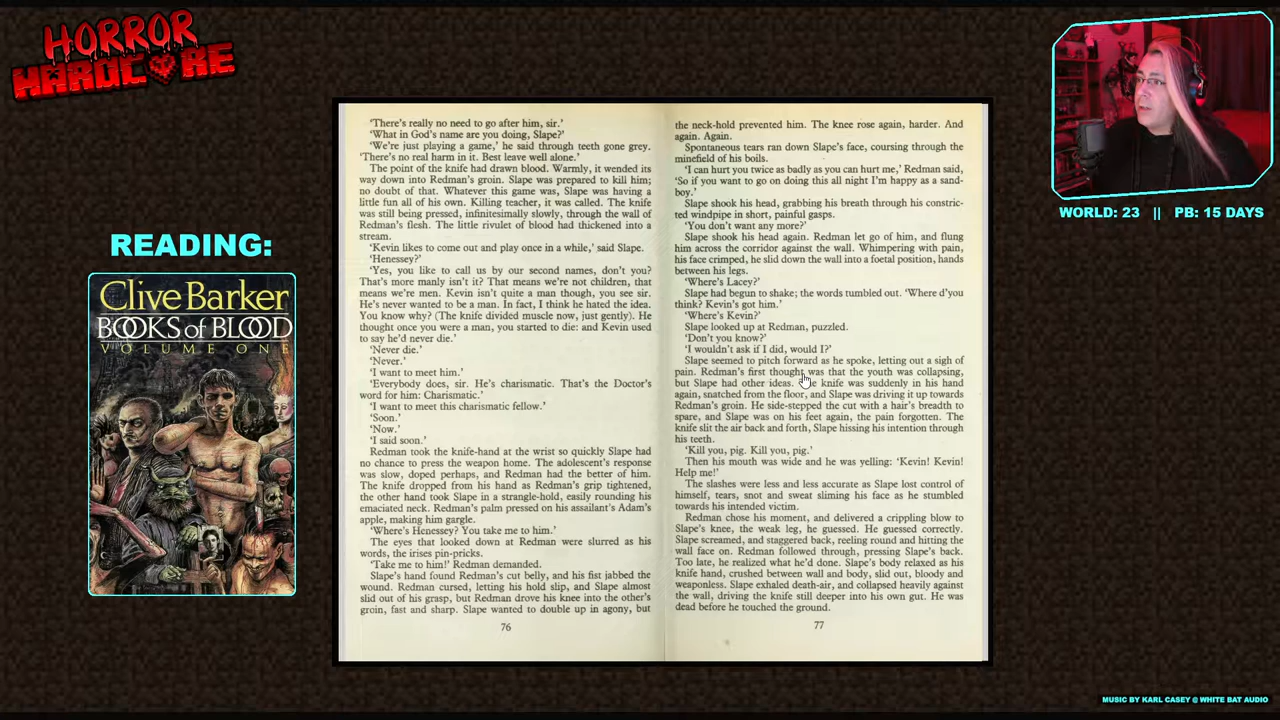 HORROR
HARDCORE
WORLD: 23 || PB: 15 DAYS
READING:
Clive Barker
BOOKS of BLOOD
VOLUME ONE
‘There’s really no need to go after him, sir.’
‘What in God’s name are you doing, Slape?’
‘We’re just playing a game,’ he said through teeth gone grey.
‘There’s no real harm in it. Best leave well alone.’
The point of the knife had drawn blood. Warmly, it wended its
way down into Redman’s groin. Slape was prepared to kill him;
no doubt of that. Whatever this game was, Slape was having a
little fun all of his own. Killing teacher, it was called. The knife
was still being pressed, infinitesimally slowly, through the wall of
Redman’s flesh. The little rivulet of blood had thickened into a
stream.
‘Kevin likes to come out and play once in a while,’ said Slape.
‘Henessey?’
‘Yes, you like to call us by our second names, don’t you?
That’s more manly isn’t it? That means we’re not children, that
means we’re men. Kevin isn’t quite a man though, you see sir.
He’s never wanted to be a man. In fact, I think he hated the idea.
You know why? (The knife divided muscle now, just gently). He
thought once you were a man, you started to die: and Kevin used
to say he’d never die.’
‘Never die.’
‘Never.’
‘I want to meet him.’
‘Everybody does, sir. He’s charismatic. That’s the Doctor’s
word for him: Charismatic.’
‘I want to meet this charismatic fellow.’
‘Soon.’
‘Now.’
‘I said soon.’
Redman took the knife-hand at the wrist so quickly Slape had
no chance to press the weapon home. The adolescent’s response
was slow, doped perhaps, and Redman had the better of him.
The knife dropped from his hand as Redman’s grip tightened,
the other hand took Slape in a strangle-hold, easily rounding his
emaciated neck. Redman’s palm pressed on his assailant’s Adam’s
apple, making him gargle.
‘Where’s Henessey? You take me to him.’
The eyes that looked down at Redman were slurred as his
words, the irises pin-pricks.
‘Take me to him!’ Redman demanded.
Slape’s hand found Redman’s cut belly, and his fist jabbed the
wound. Redman cursed, letting his hold slip, and Slape almost
slid out of his grasp, but Redman drove his knee into the other’s
groin, fast and sharp. Slape wanted to double up in agony, but
76
the neck-hold prevented him. The knee rose again, harder. And
again. Again.
Spontaneous tears ran down Slape’s face, coursing through the
minefield of his boils.
‘I can hurt you twice as badly as you can hurt me,’ Redman said,
‘So if you want to go on doing this all night I’m happy as a sand-
boy.’
Slape shook his head, grabbing his breath through his constric-
ted windpipe in short, painful gasps.
‘You don’t want any more?’
Slape shook his head again. Redman let go of him, and flung
him across the corridor against the wall. Whimpering with pain,
his face crimped, he slid down the wall into a foetal position, hands
between his legs.
‘Where’s Lacey?’
Slape had begun to shake; the words tumbled out. ‘Where d’you
think? Kevin’s got him.’
‘Where’s Kevin?’
Slape looked up at Redman, puzzled.
‘Don’t you know?’
‘I wouldn’t ask if I did, would I?’
Slape seemed to pitch forward as he spoke, letting out a sigh of
pain. Redman’s first thought was that the youth was collapsing,
but Slape had other ideas. The knife was suddenly in his hand
again, snatched from the floor, and Slape was driving it up towards
Redman’s groin. He side-stepped the cut with a hair’s breadth to
spare, and Slape was on his feet again, the pain forgotten. The
knife slit the air back and forth, Slape hissing his intention through
his teeth.
‘Kill you, pig. Kill you, pig.’
Then his mouth was wide and he was yelling: ‘Kevin! Kevin!
Help me!’
The slashes were less and less accurate as Slape lost control of
himself, tears, snot and sweat sliming his face as he stumbled
towards his intended victim.
Redman chose his moment, and delivered a crippling blow to
Slape’s knee, the weak leg, he guessed. He guessed correctly.
Slape screamed, and staggered back, reeling round and hitting the
wall face on. Redman followed through, pressing Slape’s back.
Too late, he realized what he’d done. Slape’s body relaxed as his
knife hand, crushed between wall and body, slid out, bloody and
weaponless. Slape exhaled death-air, and collapsed heavily against
the wall, driving the knife still deeper into his own gut. He was
dead before he touched the ground.
77
MUSIC BY KARL CASEY @ WHITE BAT AUDIO